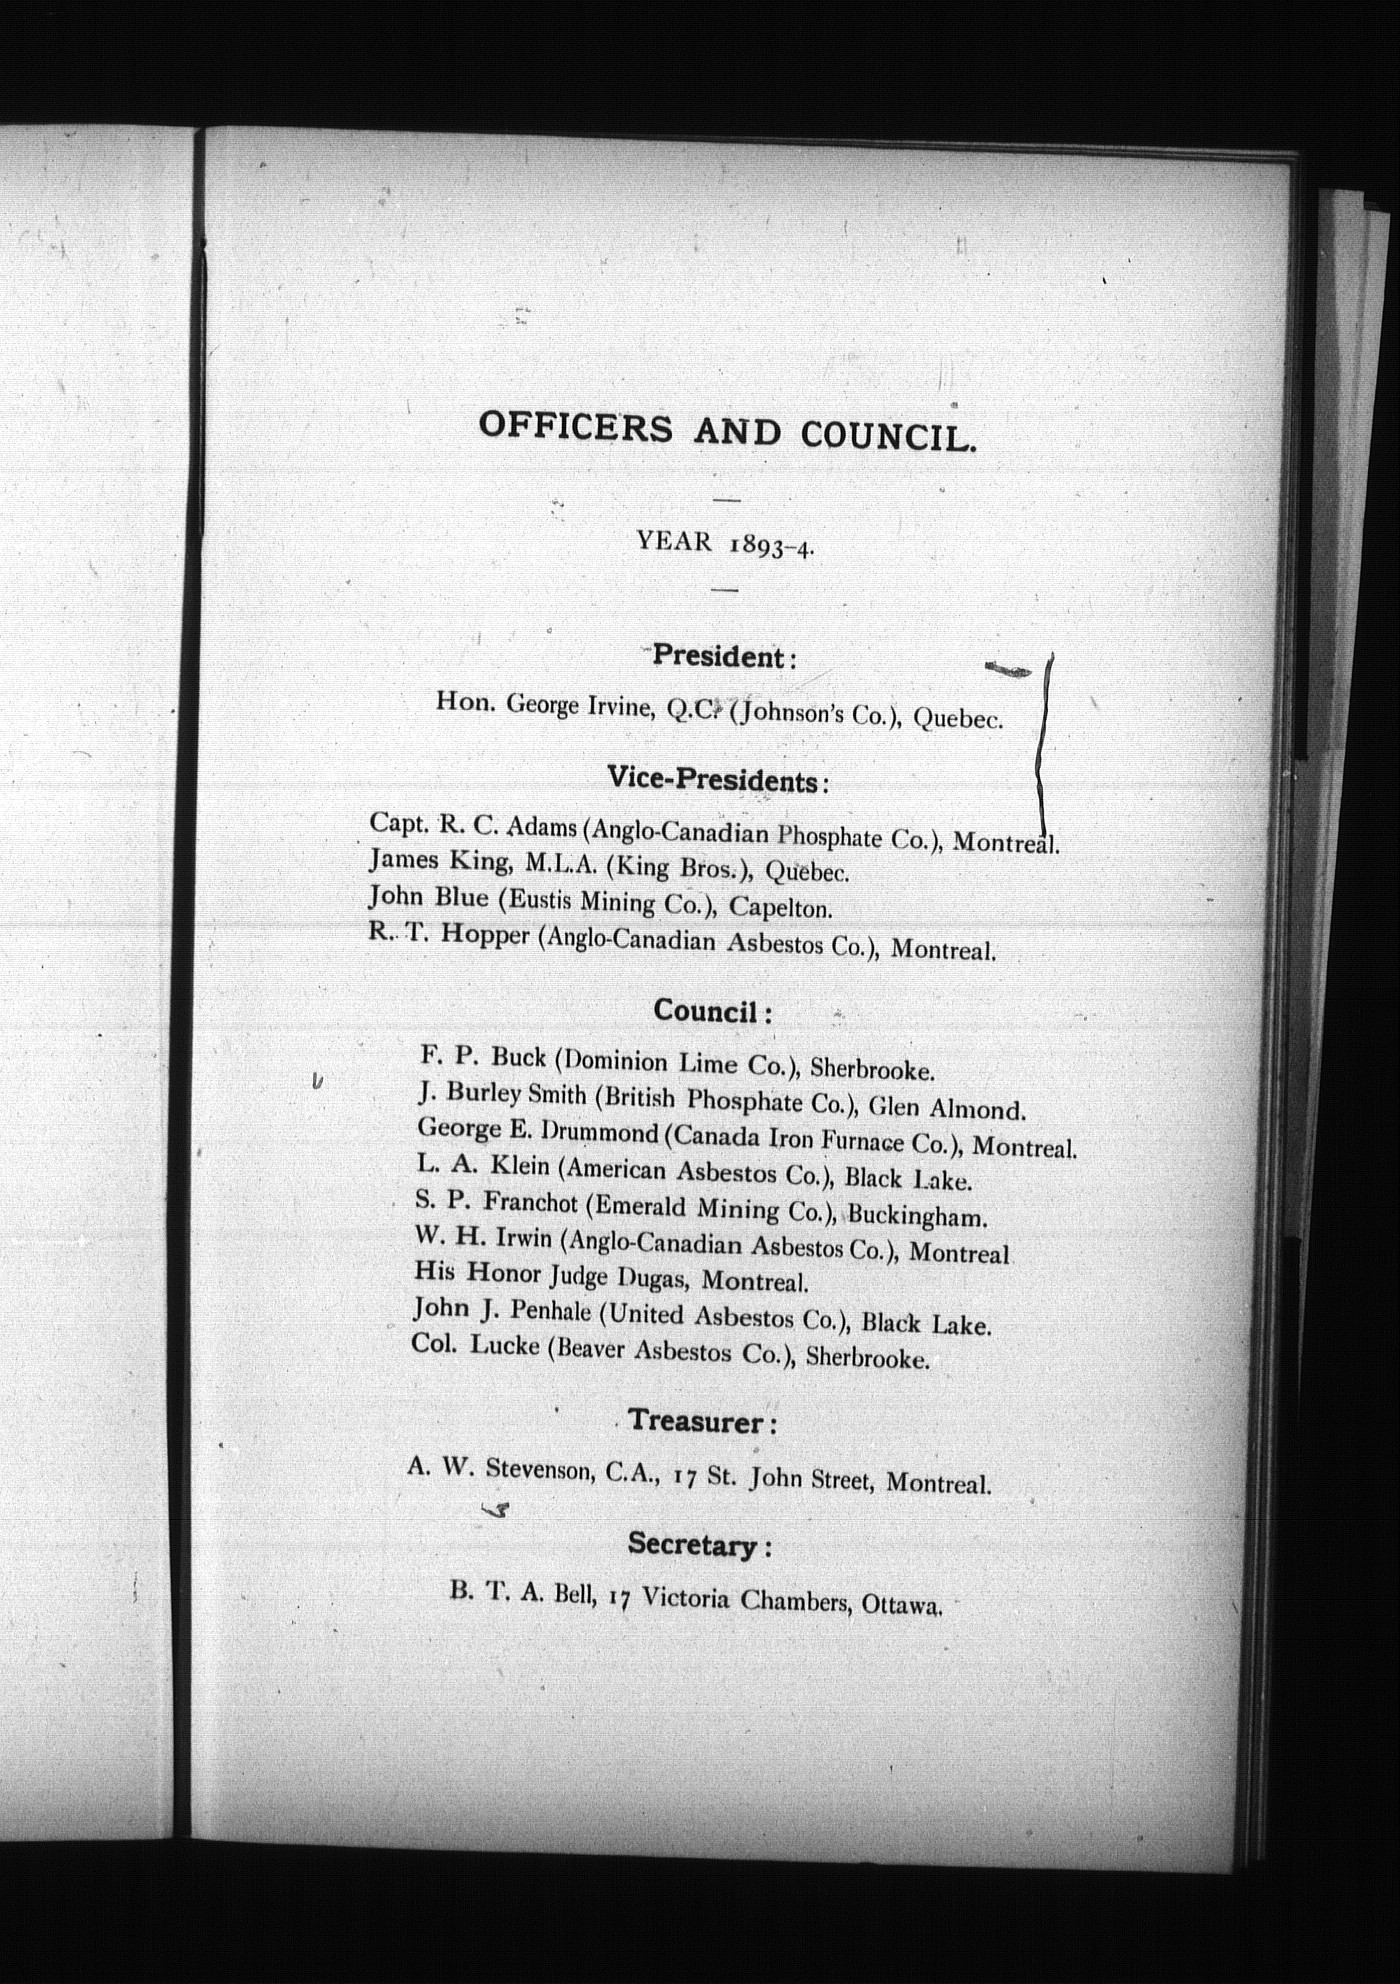 OFFICERS AND COUNCIL.
YEAR 1893-4.
President:
Hon. George Irvine, Q.C. (Johnson's Co.), Quebec.
Vice-Presidents:
Capt. R. C. Adams (Anglo-Canadian Phosphate Co.), Montreal.
James King, M.L.A. (King Bros.), Quebec.
John Blue (Eustis Mining Co.), Capelton.
R. T. Hopper (Anglo-Canadian Asbestos Co.), Montreal.
Council:
F. P. Buck (Dominion Lime Co.), Sherbrooke.
J. Burley Smith (British Phosphate Co.), Glen Almond.
George E. Drummond (Canada Iron Furnace Co.), Montreal.
L. A. Klein (American Asbestos Co.), Black Lake.
S. P. Franchot (Emerald Mining Co.), Buckingham.
W. H. Irwin (Anglo-Canadian Asbestos Co.), Montreal
His Honor Judge Dugas, Montreal.
John J. Penhale (United Asbestos Co.), Black Lake.
Col. Lucke (Beaver Asbestos Co.), Sherbrooke.
Treasurer:
A. W. Stevenson, C.A., 17 St. John Street, Montreal.
Secretary:
B. T. A. Bell, 17 Victoria Chambers, Ottawa.